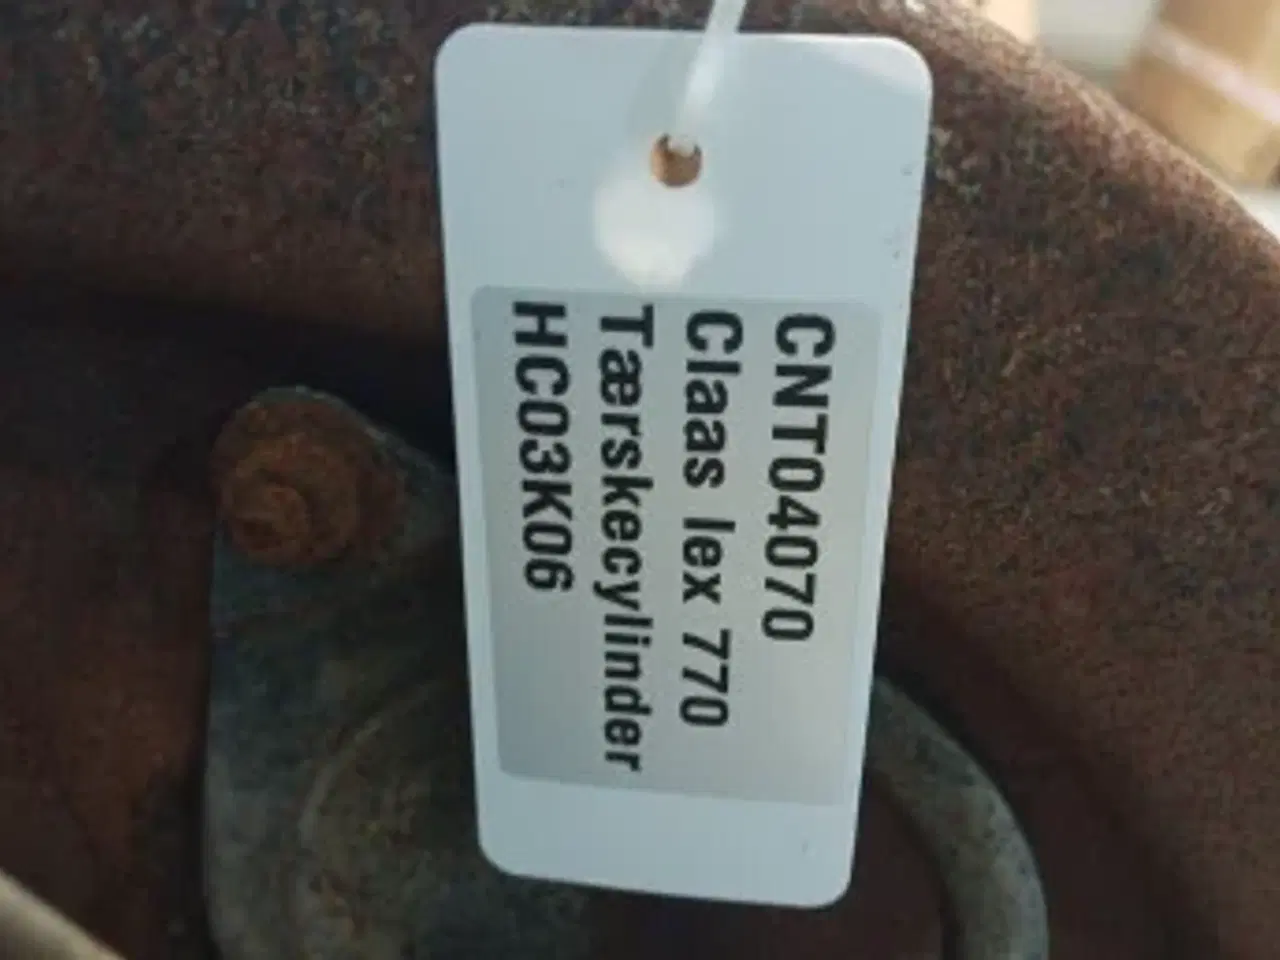 CNT04070
Claas lex 770
Tærskecylinder
HC03K06